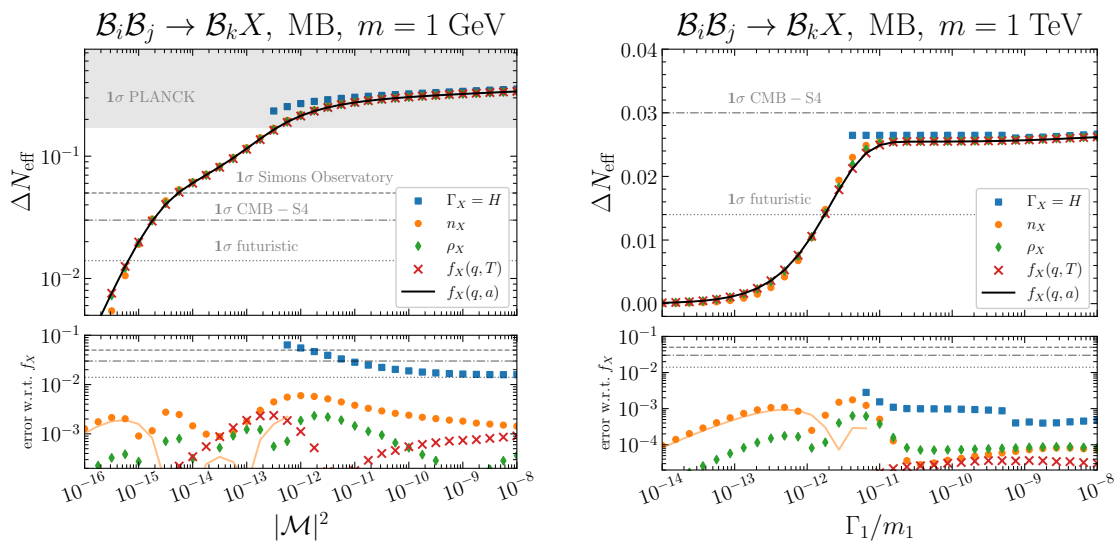 𝓑ᵢ𝓑ⱼ → 𝓑ₖX, MB, m = 1 GeV
ΔN_eff
10⁻¹
10⁻²
1σ PLANCK
1σ Simons Observatory
1σ CMB − S4
1σ futuristic
Γ_X = H
n_X
ρ_X
f_X(q, T)
f_X(q, a)
error w.r.t. f_X
10⁻¹
10⁻²
10⁻³
10⁻¹⁶ 10⁻¹⁵ 10⁻¹⁴ 10⁻¹³ 10⁻¹² 10⁻¹¹ 10⁻¹⁰ 10⁻⁹ 10⁻⁸
|𝓜|²
𝓑ᵢ𝓑ⱼ → 𝓑ₖX, MB, m = 1 TeV
ΔN_eff
0.04
0.03
0.02
0.01
0.00
1σ CMB − S4
1σ futuristic
Γ_X = H
n_X
ρ_X
f_X(q, T)
f_X(q, a)
error w.r.t. f_X
10⁻¹
10⁻²
10⁻³
10⁻⁴
10⁻¹⁴ 10⁻¹³ 10⁻¹² 10⁻¹¹ 10⁻¹⁰ 10⁻⁹ 10⁻⁸
Γ₁/m₁